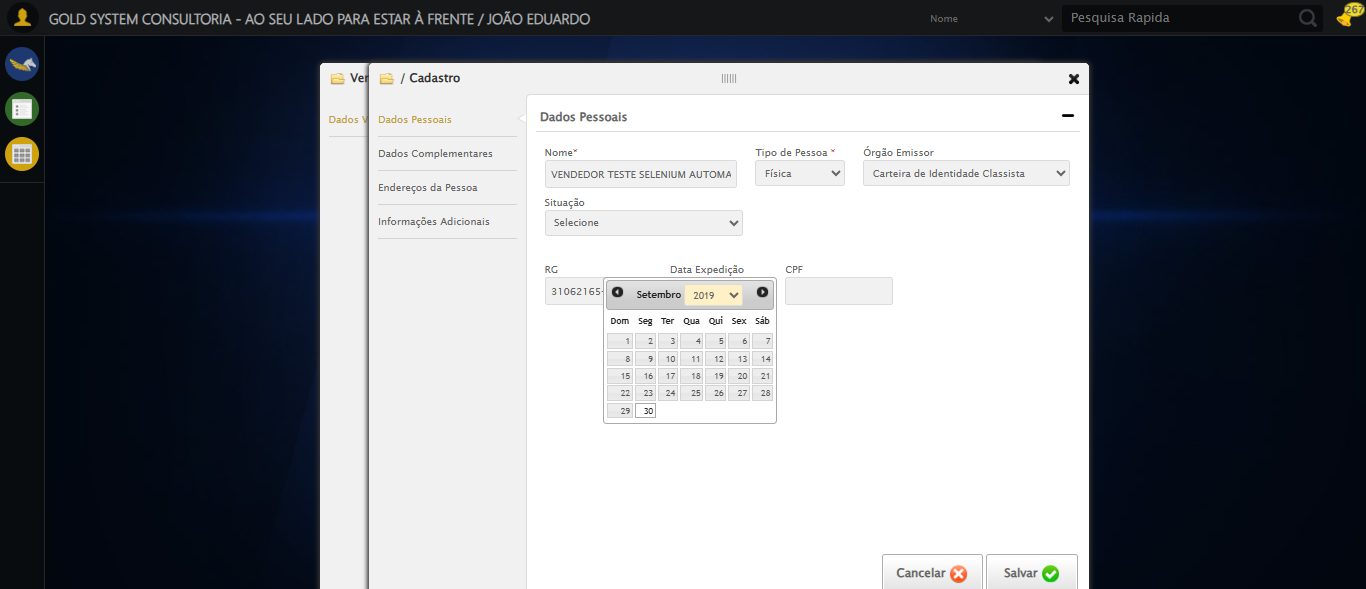 GOLD SYSTEM CONSULTORIA - AO SEU LADO PARA ESTAR À FRENTE / JOÃO EDUARDO
Nome
Pesquisa Rapida
267
Ver
/ Cadastro
Dados V
Dados Pessoais
Dados Complementares
Endereços da Pessoa
Informações Adicionais
Dados Pessoais
Nome* Tipo de Pessoa * Órgão Emissor
VENDEDOR TESTE SELENIUM AUTOMA Física Carteira de Identidade Classista
Situação
Selecione
RG Data Expedição CPF
31062165
Setembro 2019
Dom Seg Ter Qua Qui Sex Sáb
1 2 3 4 5 6 7
8 9 10 11 12 13 14
15 16 17 18 19 20 21
22 23 24 25 26 27 28
29 30
Cancelar Salvar